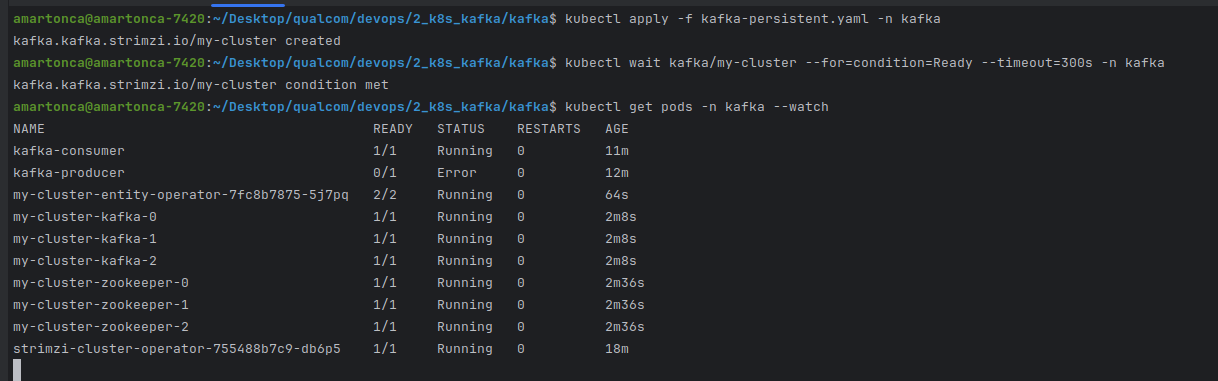 amartonca@amartonca-7420:~/Desktop/qualcom/devops/2_k8s_kafka/kafka$ kubectl apply -f kafka-persistent.yaml -n kafka
kafka.kafka.strimzi.io/my-cluster created
amartonca@amartonca-7420:~/Desktop/qualcom/devops/2_k8s_kafka/kafka$ kubectl wait kafka/my-cluster --for=condition=Ready --timeout=300s -n kafka
kafka.kafka.strimzi.io/my-cluster condition met
amartonca@amartonca-7420:~/Desktop/qualcom/devops/2_k8s_kafka/kafka$ kubectl get pods -n kafka --watch
NAME                                          READY   STATUS    RESTARTS   AGE
kafka-consumer                                1/1     Running   0          11m
kafka-producer                                0/1     Error     0          12m
my-cluster-entity-operator-7fc8b7875-5j7pq   2/2     Running   0          64s
my-cluster-kafka-0                            1/1     Running   0          2m8s
my-cluster-kafka-1                            1/1     Running   0          2m8s
my-cluster-kafka-2                            1/1     Running   0          2m8s
my-cluster-zookeeper-0                        1/1     Running   0          2m36s
my-cluster-zookeeper-1                        1/1     Running   0          2m36s
my-cluster-zookeeper-2                        1/1     Running   0          2m36s
strimzi-cluster-operator-755488b7c9-db6p5     1/1     Running   0          18m